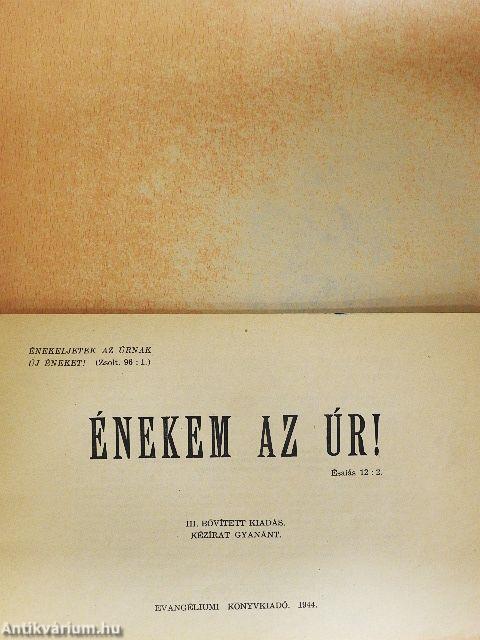 ÉNEKELJETEK AZ ÚRNAK
ÚJ ÉNEKET! (Zsolt. 96 : 1.)
ÉNEKEM AZ ÚR!
Ésaiás 12 : 2.
III. BŐVÍTETT KIADÁS.
KÉZIRAT GYANÁNT.
EVANGÉLIUMI KÖNYVKIADÓ. 1944.
Antikvárium.hu